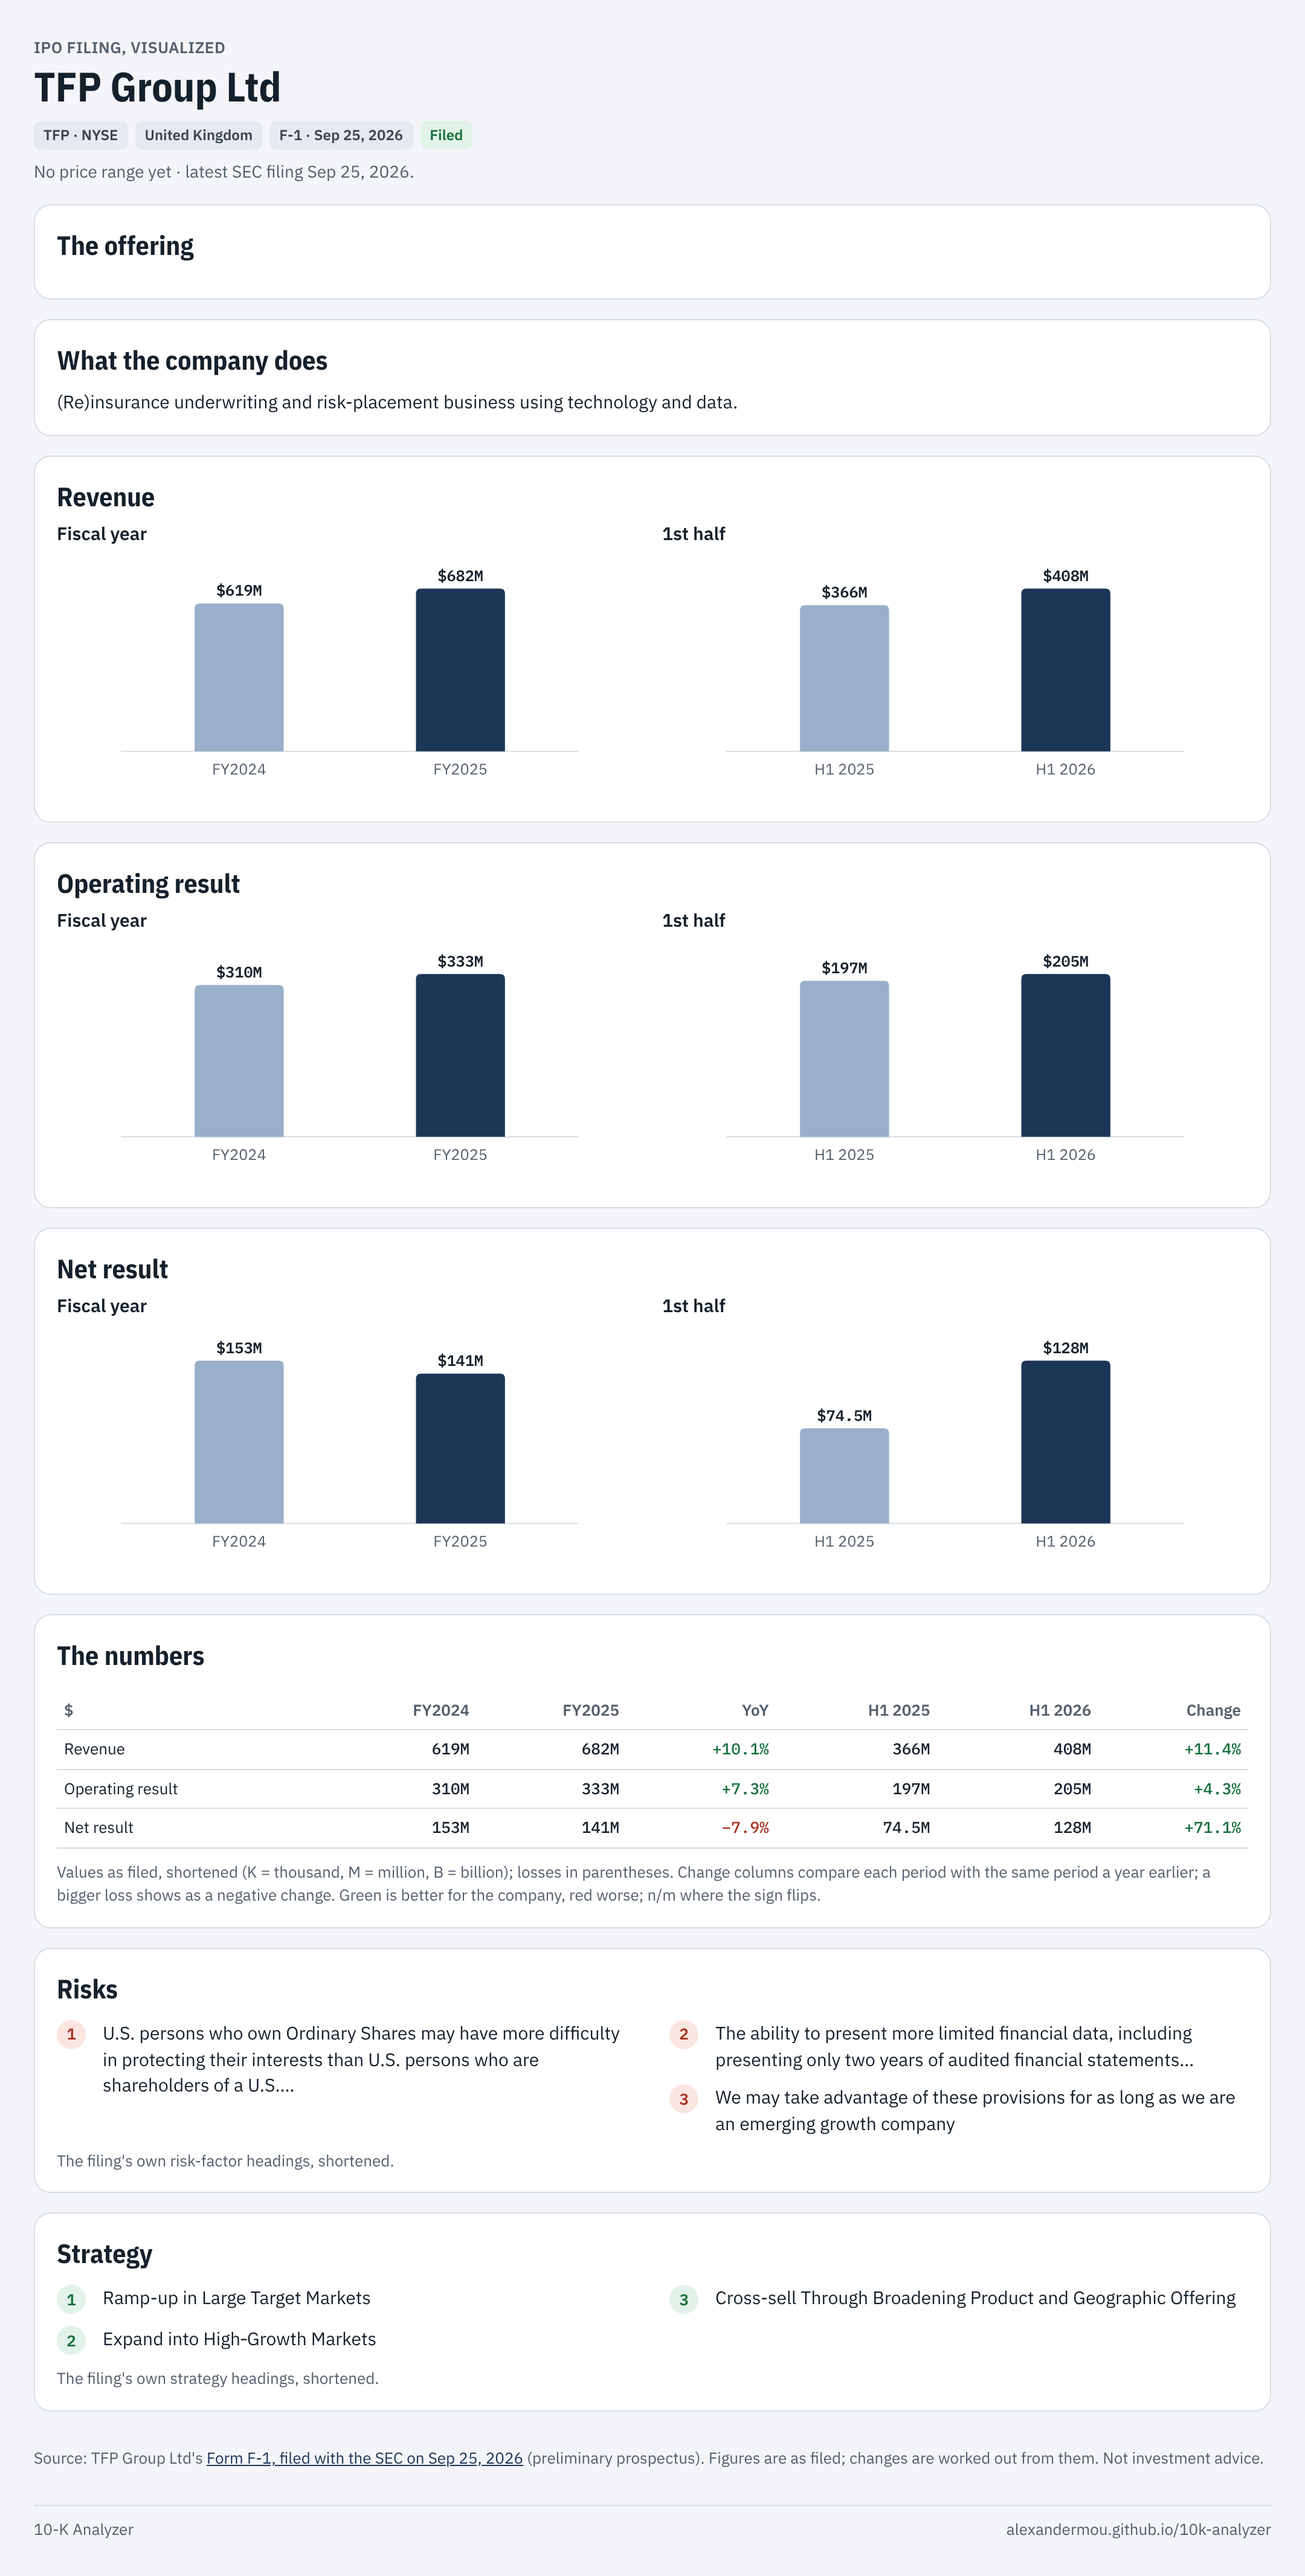 IPO FILING, VISUALIZED
TFP Group Ltd
TFP · NYSE
United Kingdom
F-1 · Sep 25, 2026
Filed
No price range yet · latest SEC filing Sep 25, 2026.
The offering
What the company does
(Re)insurance underwriting and risk-placement business using technology and data.
Revenue
Fiscal year
$619M
$682M
FY2024
FY2025
1st half
$366M
$408M
H1 2025
H1 2026
Operating result
Fiscal year
$310M
$333M
FY2024
FY2025
1st half
$197M
$205M
H1 2025
H1 2026
Net result
Fiscal year
$153M
$141M
FY2024
FY2025
1st half
$74.5M
$128M
H1 2025
H1 2026
The numbers
$ FY2024 FY2025 YoY H1 2025 H1 2026 Change
Revenue 619M 682M +10.1% 366M 408M +11.4%
Operating result 310M 333M +7.3% 197M 205M +4.3%
Net result 153M 141M −7.9% 74.5M 128M +71.1%
Values as filed, shortened (K = thousand, M = million, B = billion); losses in parentheses. Change columns compare each period with the same period a year earlier; a
bigger loss shows as a negative change. Green is better for the company, red worse; n/m where the sign flips.
Risks
1 U.S. persons who own Ordinary Shares may have more difficulty
in protecting their interests than U.S. persons who are
shareholders of a U.S....
2 The ability to present more limited financial data, including
presenting only two years of audited financial statements...
3 We may take advantage of these provisions for as long as we are
an emerging growth company
The filing's own risk-factor headings, shortened.
Strategy
1 Ramp-up in Large Target Markets
2 Expand into High-Growth Markets
3 Cross-sell Through Broadening Product and Geographic Offering
The filing's own strategy headings, shortened.
Source: TFP Group Ltd's Form F-1, filed with the SEC on Sep 25, 2026 (preliminary prospectus). Figures are as filed; changes are worked out from them. Not investment advice.
10-K Analyzer
alexandermou.github.io/10k-analyzer